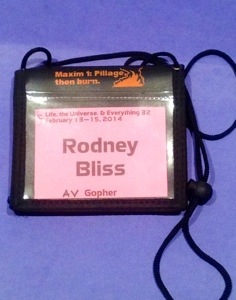 Maxim 1: Pillage,
then burn.
Life, the Universe, & Everything 32
February 13-15, 2014
Rodney
Bliss
AV Gopher